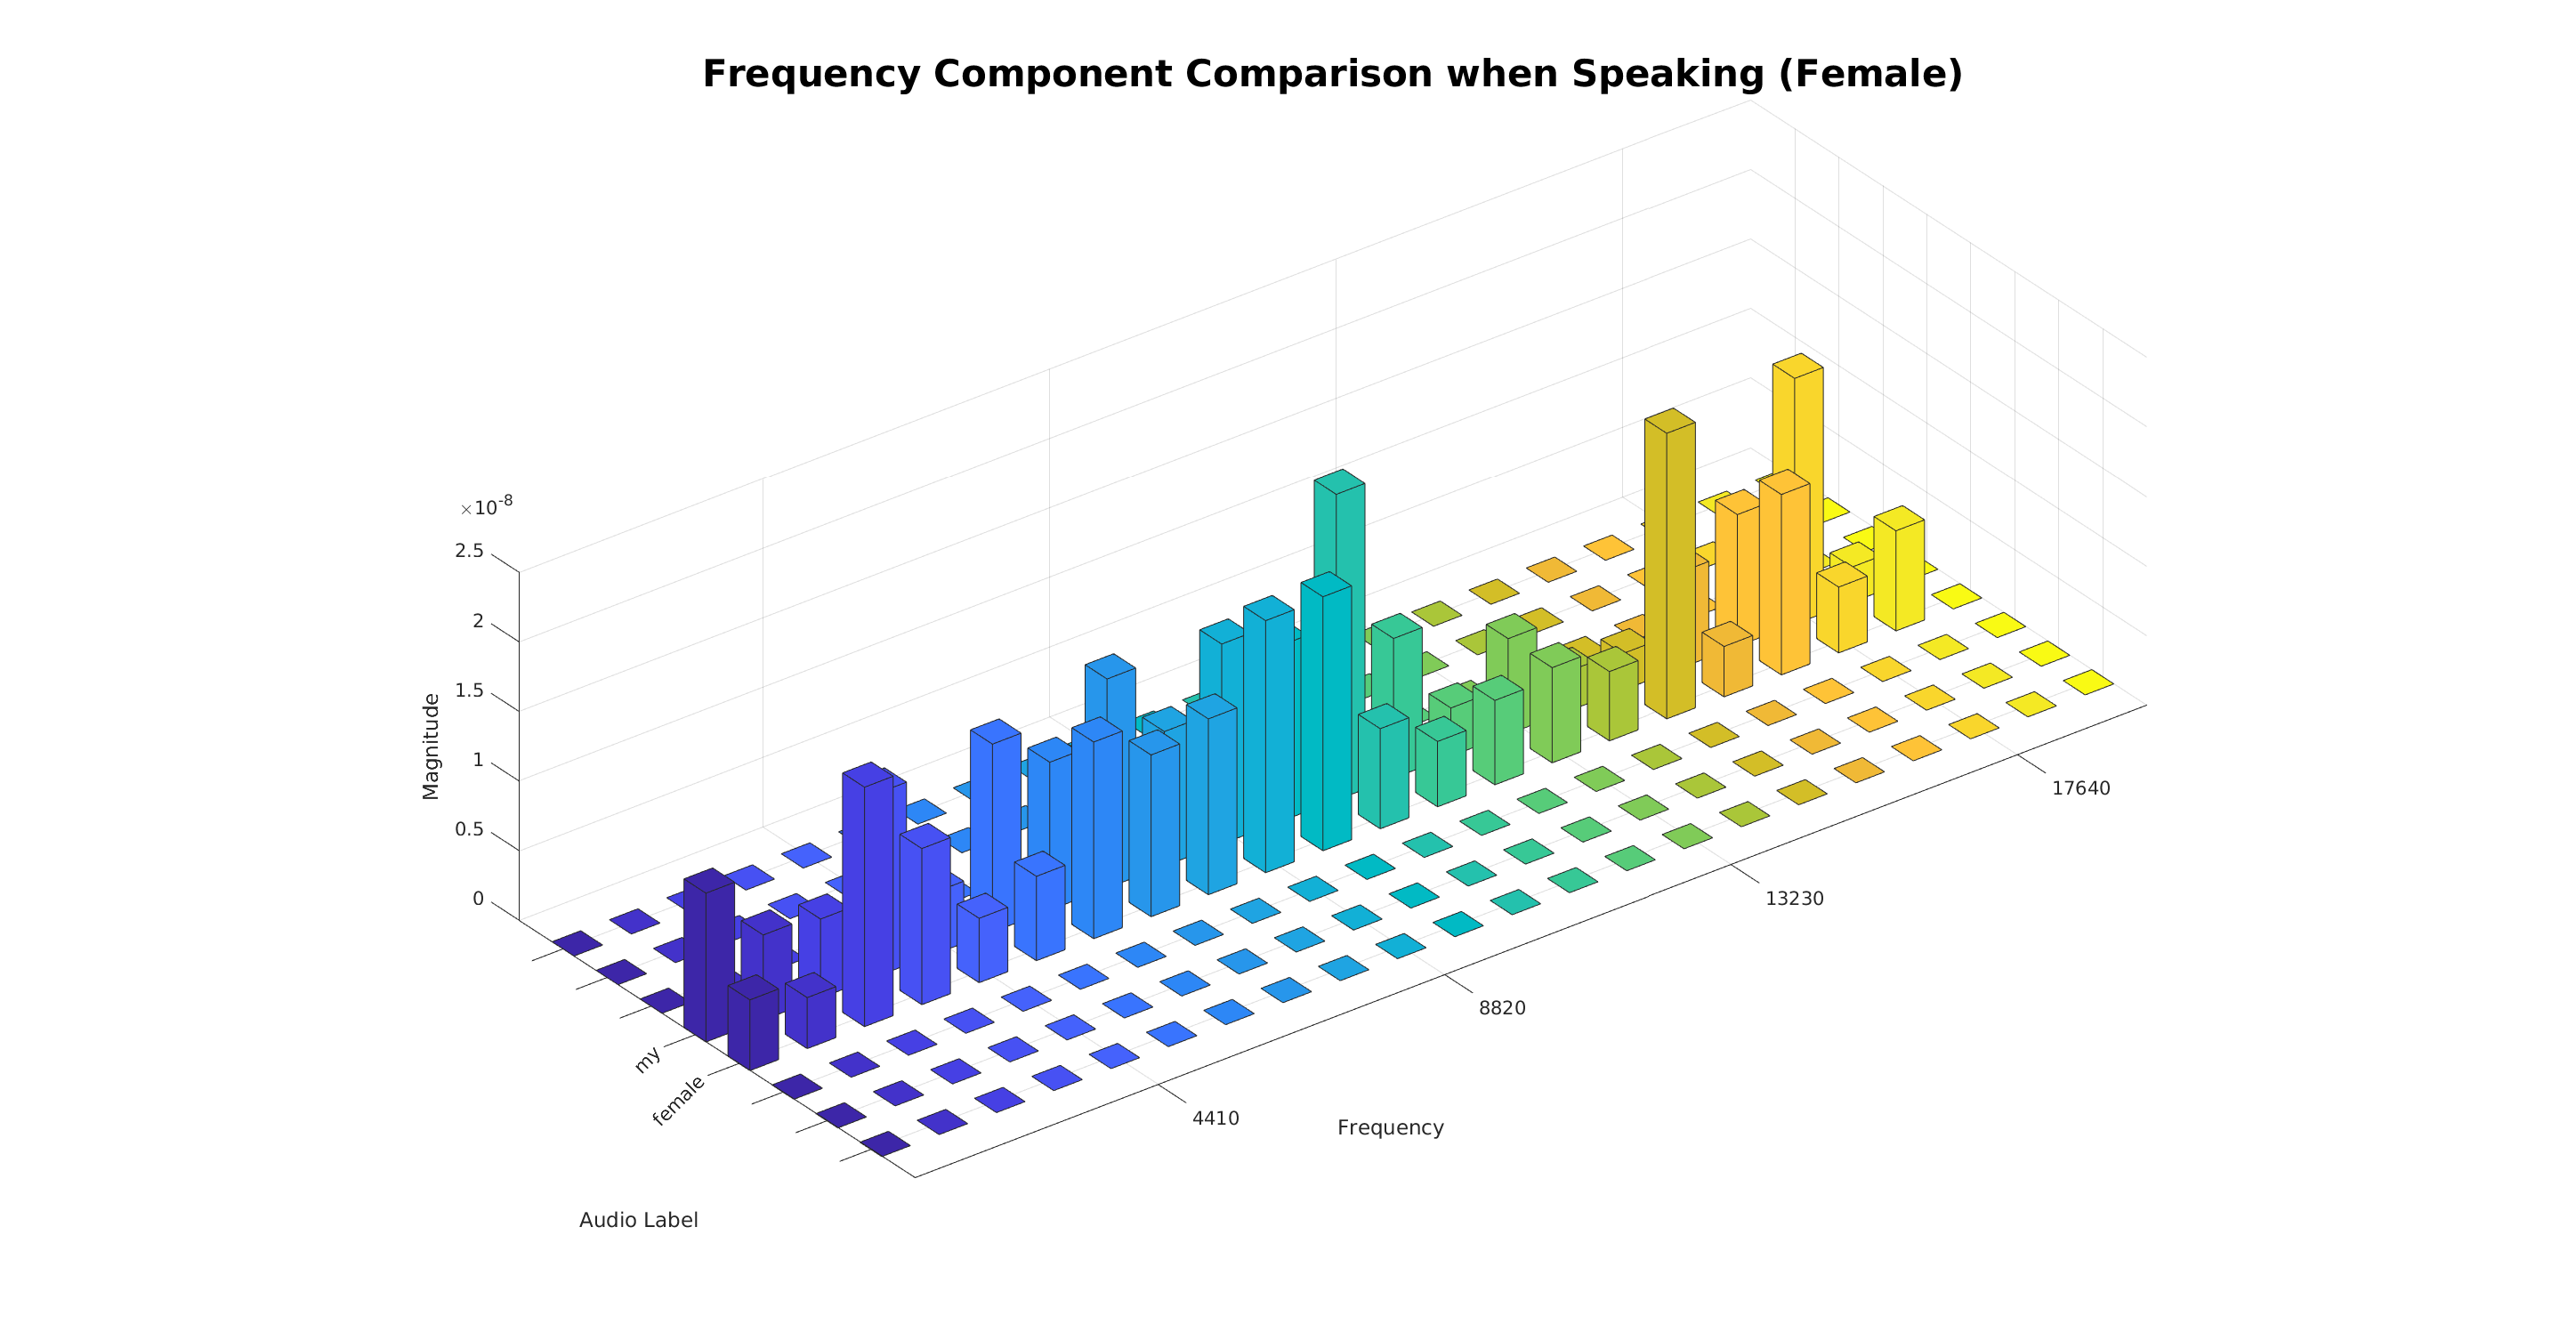 Frequency Component Comparison when Speaking (Female)
×10-8
2.5
2
1.5
1
0.5
0
Magnitude
my
female
Audio Label
4410
8820
13230
17640
Frequency